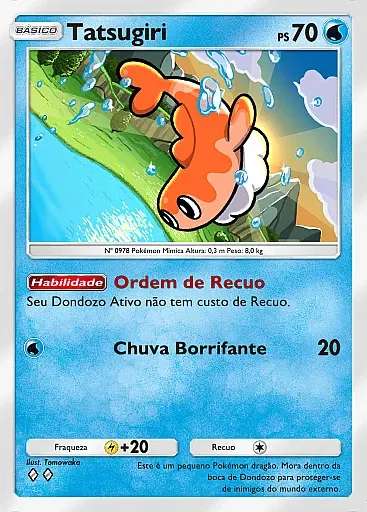 BÁSICO Tatsugiri PS 70
Nº 0978 Pokémon Mímica Altura: 0,3 m Peso: 8,0 kg
Habilidade Ordem de Recuo
Seu Dondozo Ativo não tem custo de Recuo.
Chuva Borrifante 20
Fraqueza +20 Recuo
Ilust. Tomowaka
Este é um pequeno Pokémon dragão. Mora dentro da
boca de Dondozo para proteger-se
de inimigos do mundo externo.